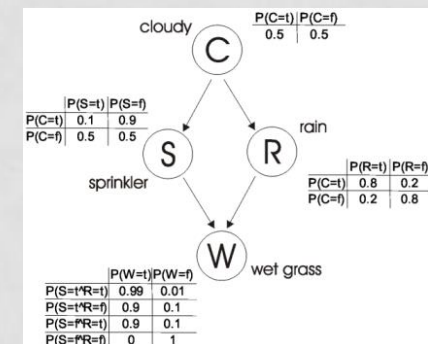 cloudy
C
P(C=t) P(C=f)
0.5 0.5
P(S=t) P(S=f)
P(C=t) 0.1 0.9
P(C=f) 0.5 0.5
S
sprinkler
R
rain
P(R=t) P(R=f)
P(C=t) 0.8 0.2
P(C=f) 0.2 0.8
W
wet grass
P(W=t) P(W=f)
P(S=t^R=t) 0.99 0.01
P(S=t^R=f) 0.9 0.1
P(S=f^R=t) 0.9 0.1
P(S=f^R=f) 0 1